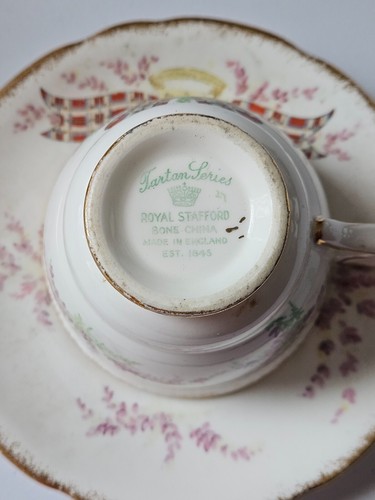 Tartan Series
ROYAL STAFFORD
BONE CHINA
MADE IN ENGLAND
EST. 1845